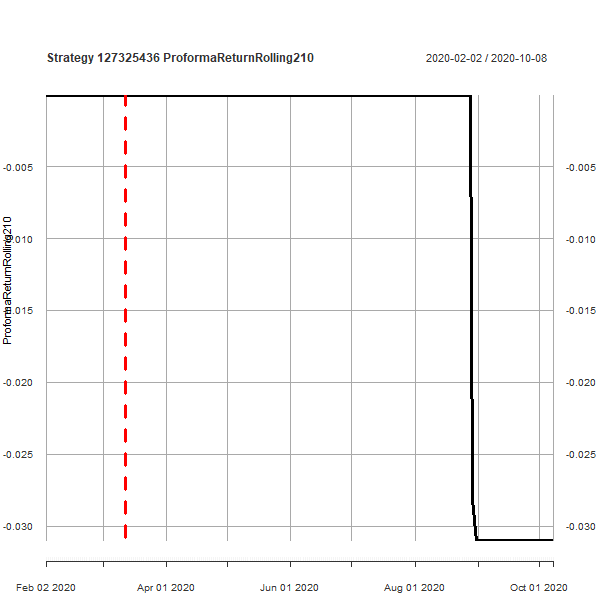 Strategy 127325436 ProformaReturnRolling210
2020-02-02 / 2020-10-08
ProformaReturnRolling210
-0.005
-0.010
-0.015
-0.020
-0.025
-0.030
-0.005
-0.010
-0.015
-0.020
-0.025
-0.030
Feb 02 2020
Apr 01 2020
Jun 01 2020
Aug 01 2020
Oct 01 2020